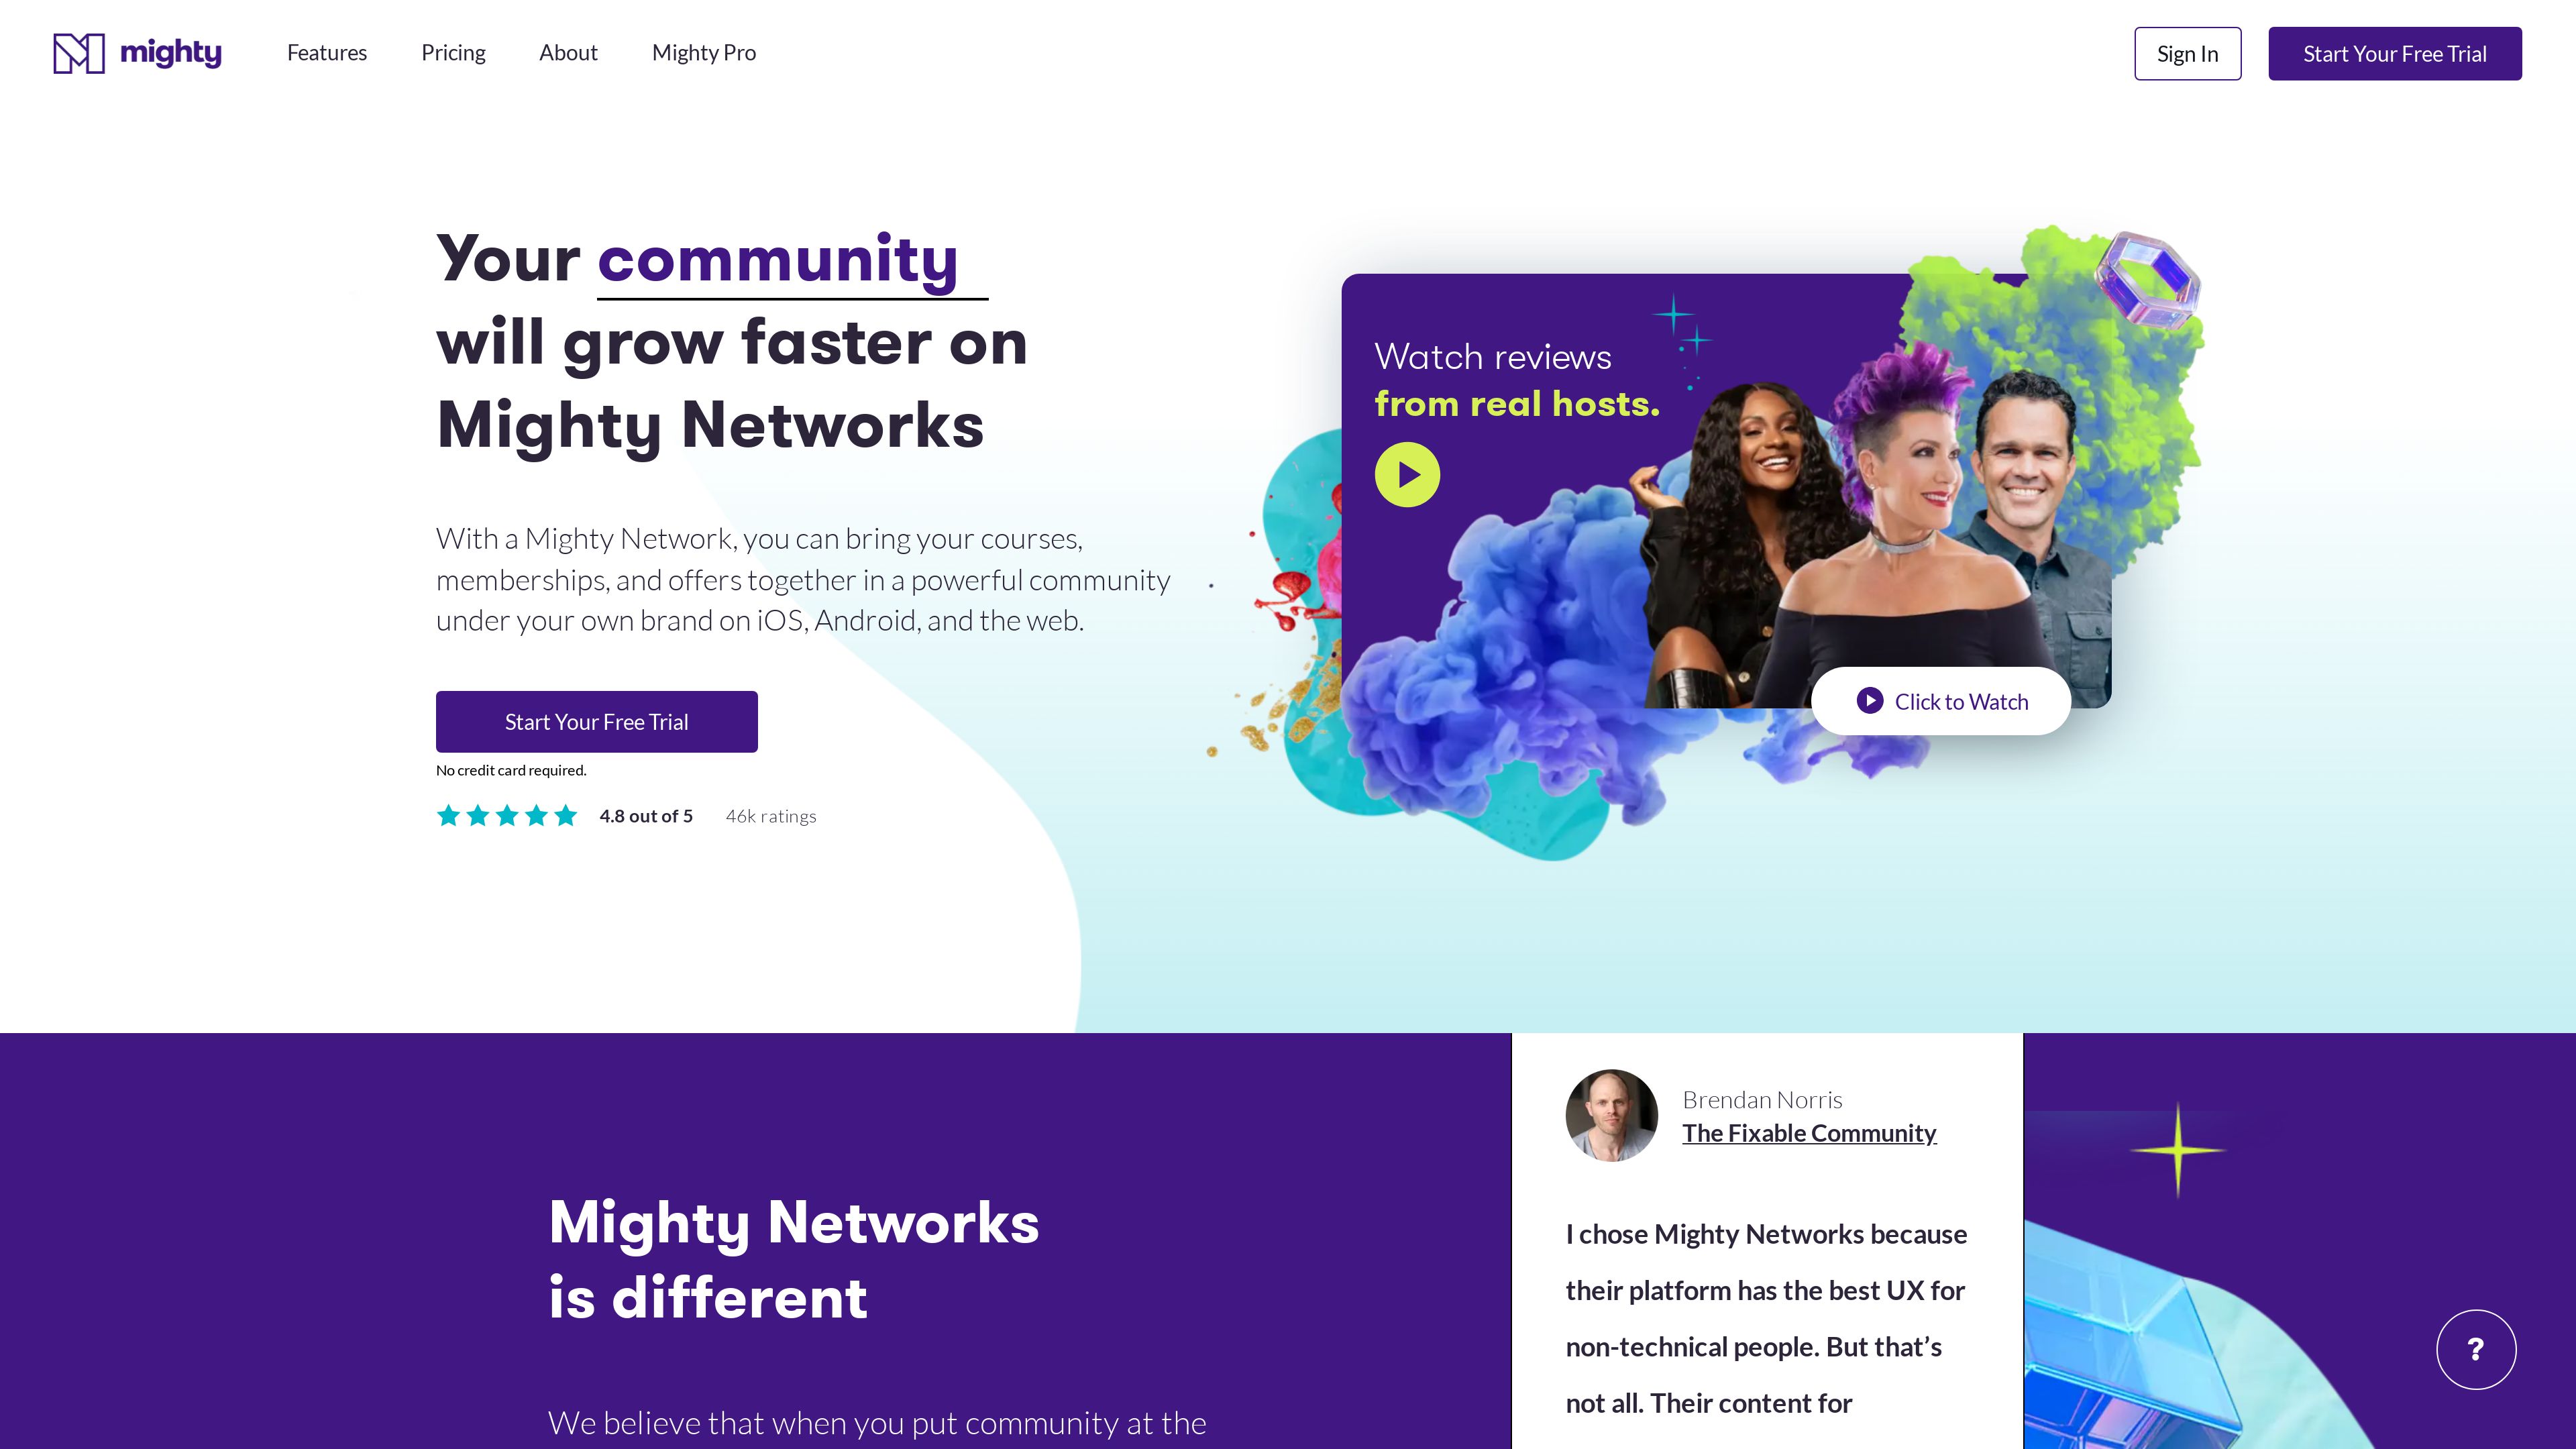 mighty
Features
Pricing
About
Mighty Pro
Sign In
Start Your Free Trial
Your community
will grow faster on
Mighty Networks
With a Mighty Network, you can bring your courses,
memberships, and offers together in a powerful community
under your own brand on iOS, Android, and the web.
Start Your Free Trial
No credit card required.
4.8 out of 5
46k ratings
Watch reviews
from real hosts.
Click to Watch
Mighty Networks
is different
We believe that when you put community at the
Brendan Norris
The Fixable Community
I chose Mighty Networks because
their platform has the best UX for
non-technical people. But that’s
not all. Their content for
?